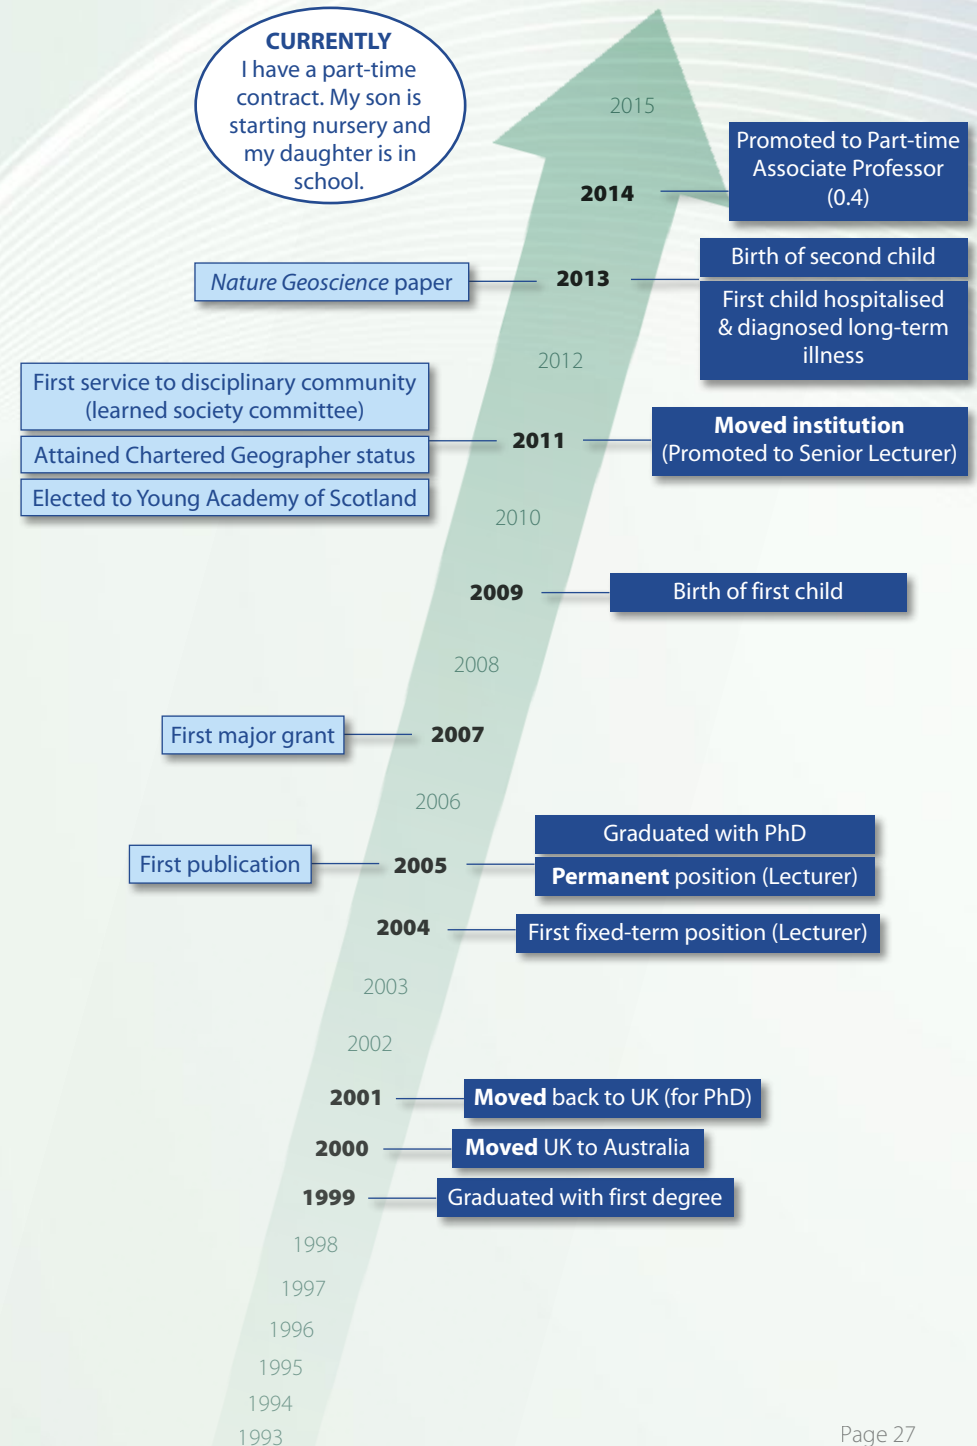 CURRENTLY
I have a part-time
contract. My son is
starting nursery and
my daughter is in
school.
2015
Promoted to Part-time
Associate Professor
(0.4)
2014
Birth of second child
Nature Geoscience paper
2013
First child hospitalised
& diagnosed long-term
illness
2012
First service to disciplinary community
(learned society committee)
Attained Chartered Geographer status
Elected to Young Academy of Scotland
2011
Moved institution
(Promoted to Senior Lecturer)
2010
2009
Birth of first child
2008
First major grant
2007
2006
First publication
2005
Graduated with PhD
Permanent position (Lecturer)
2004
First fixed-term position (Lecturer)
2003
2002
2001
Moved back to UK (for PhD)
2000
Moved UK to Australia
1999
Graduated with first degree
1998
1997
1996
1995
1994
1993
Page 27